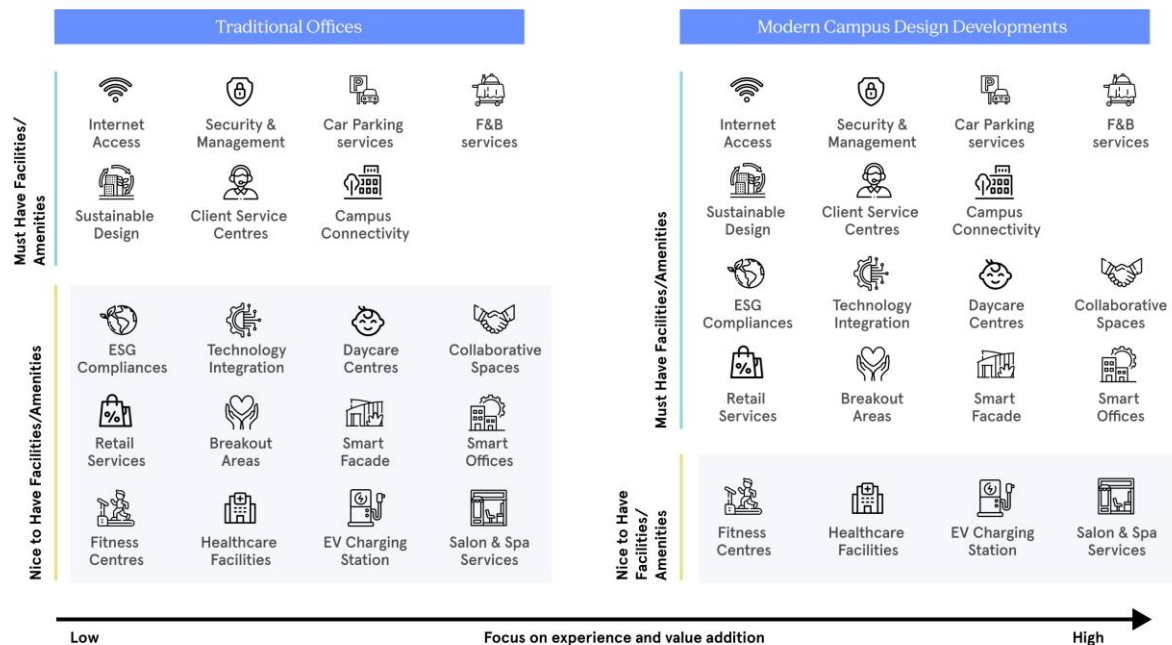 Traditional Offices
Must Have Facilities/
Amenities
Internet
Access
Security &
Management
Car Parking
services
F&B
services
Sustainable
Design
Client Service
Centres
Campus
Connectivity
Nice to Have Facilities/Amenities
ESG
Compliances
Technology
Integration
Daycare
Centres
Collaborative
Spaces
Retail
Services
Breakout
Areas
Smart
Facade
Smart
Offices
Fitness
Centres
Healthcare
Facilities
EV Charging
Station
Salon & Spa
Services
Modern Campus Design Developments
Must Have Facilities/Amenities
Internet
Access
Security &
Management
Car Parking
services
F&B
services
Sustainable
Design
Client Service
Centres
Campus
Connectivity
ESG
Compliances
Technology
Integration
Daycare
Centres
Collaborative
Spaces
Retail
Services
Breakout
Areas
Smart
Facade
Smart
Offices
Nice to Have
Facilities/
Amenities
Fitness
Centres
Healthcare
Facilities
EV Charging
Station
Salon & Spa
Services
Low
Focus on experience and value addition
High